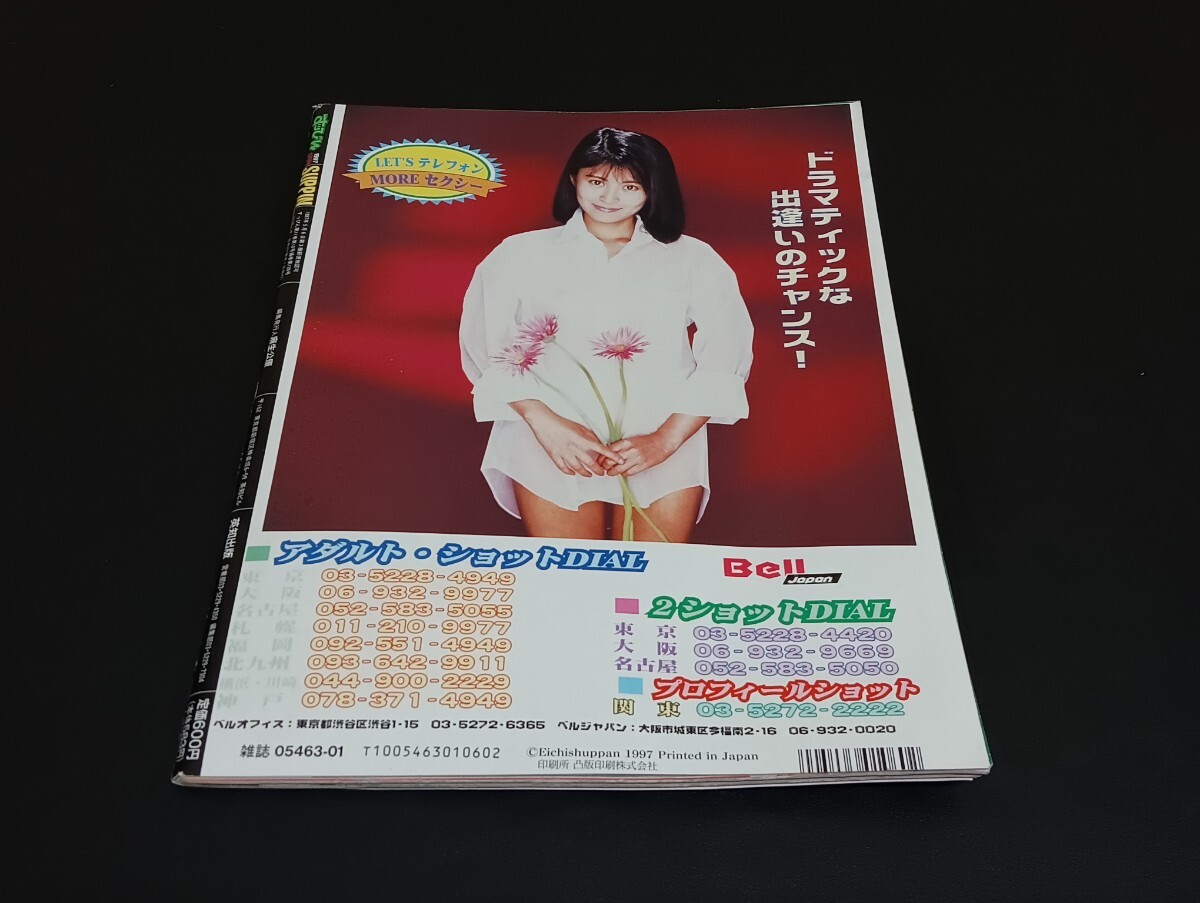 すっぴん
1997
SUPPIN
英知出版
定価600円
LET'S テレフォン
MORE セクシー
ドラマティックな
出逢いのチャンス!
アダルト・ショットDIAL
東 京 03-5228-4949
大 阪 06-932-9977
名古屋 052-583-5055
札 幌 011-210-9977
福 岡 092-551-4949
北九州 093-642-9911
横浜・川崎 044-900-2229
神 戸 078-371-4949
Bell
Japan
2ショットDIAL
東 京 03-5228-4420
大 阪 06-932-9669
名古屋 052-583-5050
プロフィールショット
関 東 03-5272-2222
ベルオフィス:東京都渋谷区渋谷1-15 03-5272-6365 ベルジャパン:大阪市城東区今福南2-16 06-932-0020
雑誌 05463-01 T1005463010602
©Eichishuppan 1997 Printed in Japan
印刷所 凸版印刷株式会社